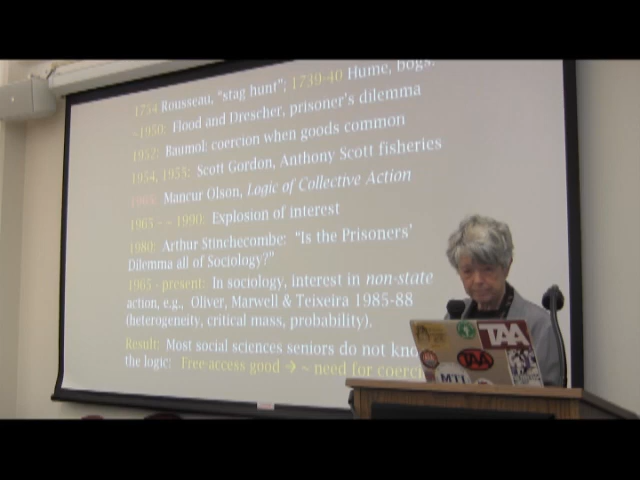 1754 Rousseau, "stag hunt"; 1739-40 Hume, bogs.
~1950: Flood and Drescher, prisoner's dilemma
1952: Baumol: coercion when goods common
1954, 1955: Scott Gordon, Anthony Scott fisheries
Mancur Olson, Logic of Collective Action
1965 - ~ 1990: Explosion of interest
1980: Arthur Stinchecombe: "Is the Prisoners'
Dilemma all of Sociology?"
1965 - present: In sociology, interest in non-state
action, e.g., Oliver, Marwell & Teixeira 1985-88
(heterogeneity, critical mass, probability).
Result: Most social sciences seniors do not kno
the logic: Free-access good → ~ need for coerci
TAA
TAA
MTI